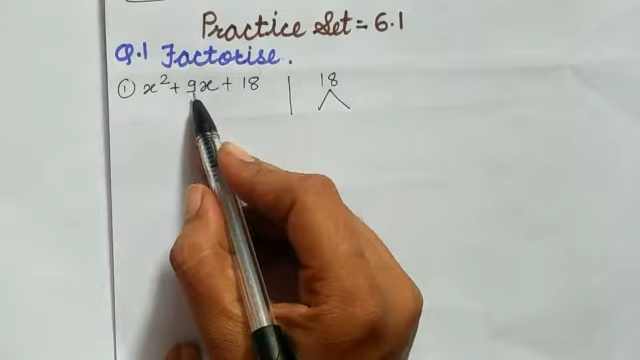 Practice Set = 6.1
Q.1 Factorise.
① x² + 9x + 18 | 18